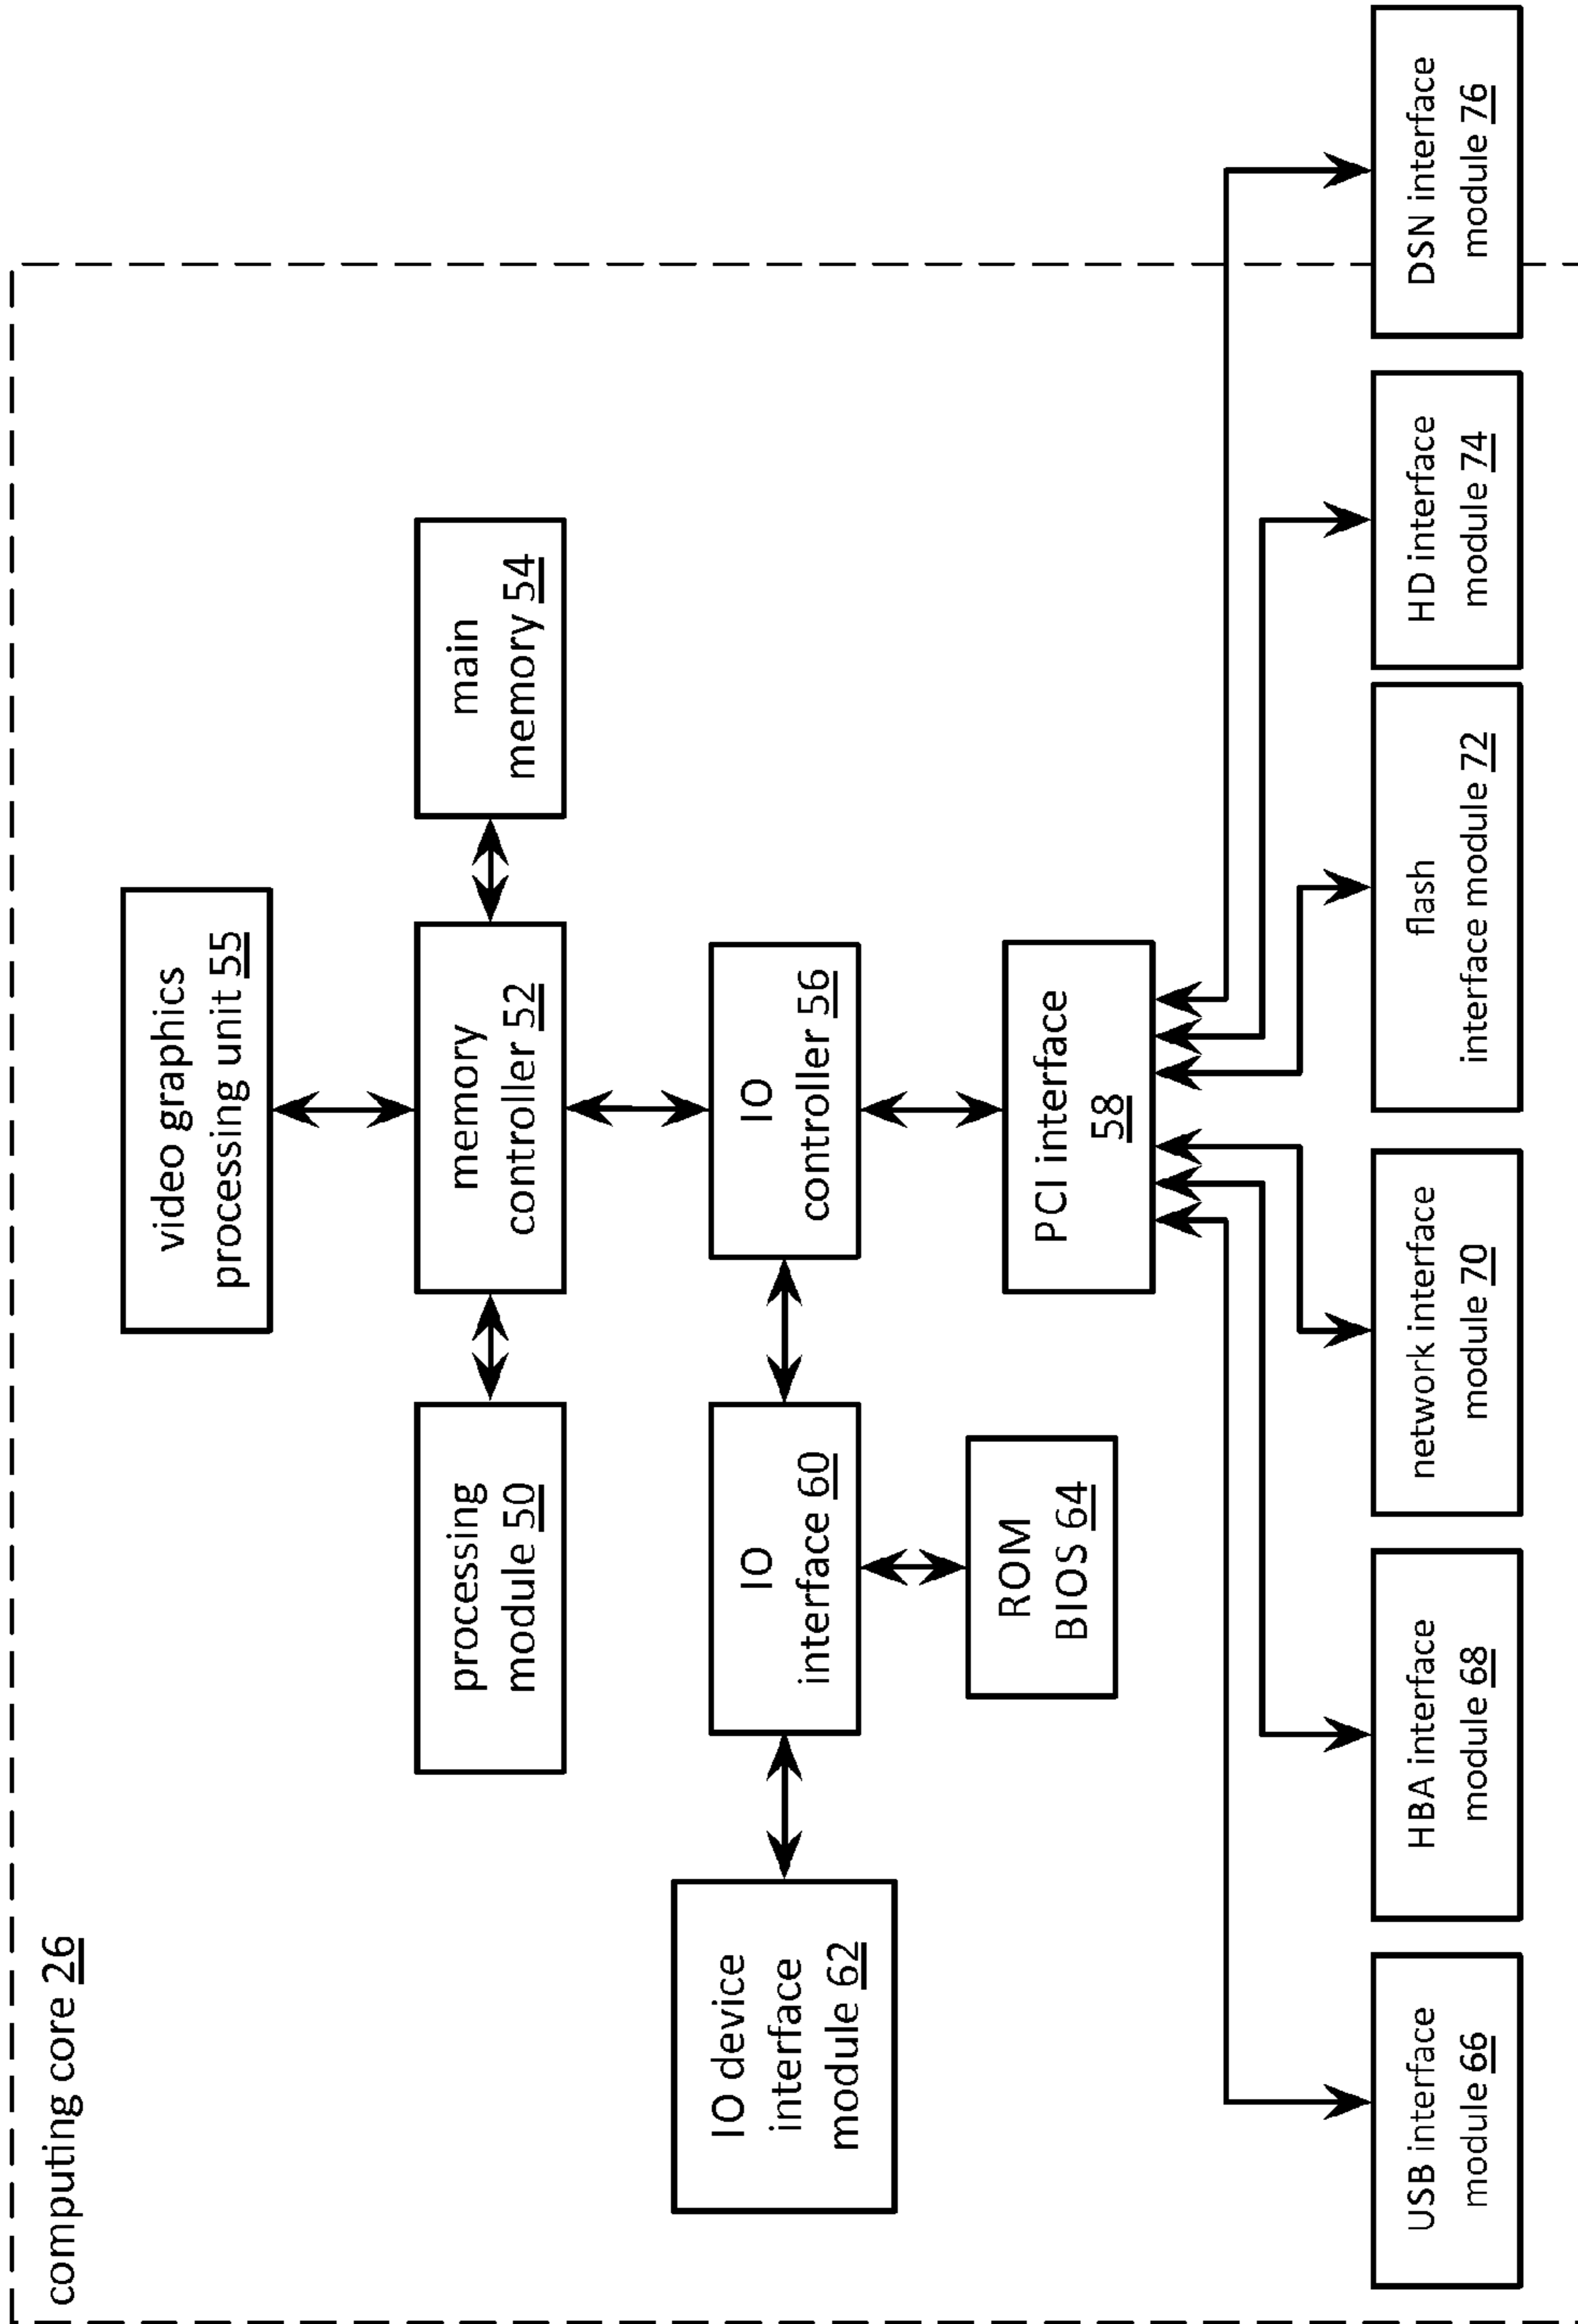 computing core 26
video graphics
processing unit 55
processing
module 50
memory
controller 52
main
memory 54
IO device
interface
module 62
IO
interface 60
IO
controller 56
ROM
BIOS 64
PCI interface
58
USB interface
module 66
HBA interface
module 68
network interface
module 70
flash
interface module 72
HD interface
module 74
DSN interface
module 76